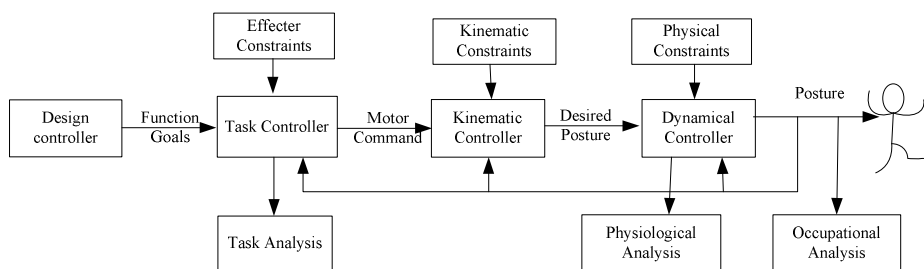 Effecter
Constraints
Kinematic
Constraints
Physical
Constraints
Design
controller
Function
Goals
Task Controller
Motor
Command
Kinematic
Controller
Desired
Posture
Dynamical
Controller
Posture
Task Analysis
Physiological
Analysis
Occupational
Analysis